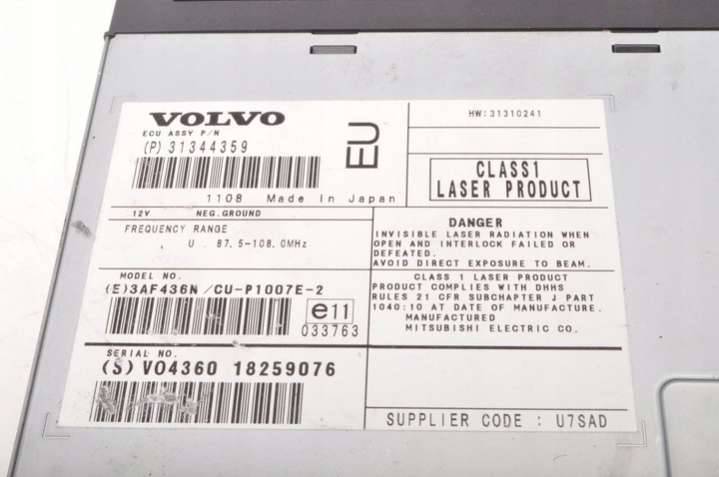 VOLVO
ECU ASSY P/N
(P) 31344359
EU
1108 Made In Japan
HW:31310241
CLASS1
LASER PRODUCT
12V NEG.GROUND
FREQUENCY RANGE
U 87.5-108.0MHz
DANGER
INVISIBLE LASER RADIATION WHEN
OPEN AND INTERLOCK FAILED OR
DEFEATED.
AVOID DIRECT EXPOSURE TO BEAM.
CLASS 1 LASER PRODUCT
PRODUCT COMPLIES WITH DHHS
RULES 21 CFR SUBCHAPTER J PART
1040:10 AT DATE OF MANUFACTURE.
MANUFACTURED
MITSUBISHI ELECTRIC CO.
MODEL NO.
(E)3AF436N /CU-P1007E-2
e11
033763
SERIAL NO.
(S) VO4360 18259076
SUPPLIER CODE : U7SAD